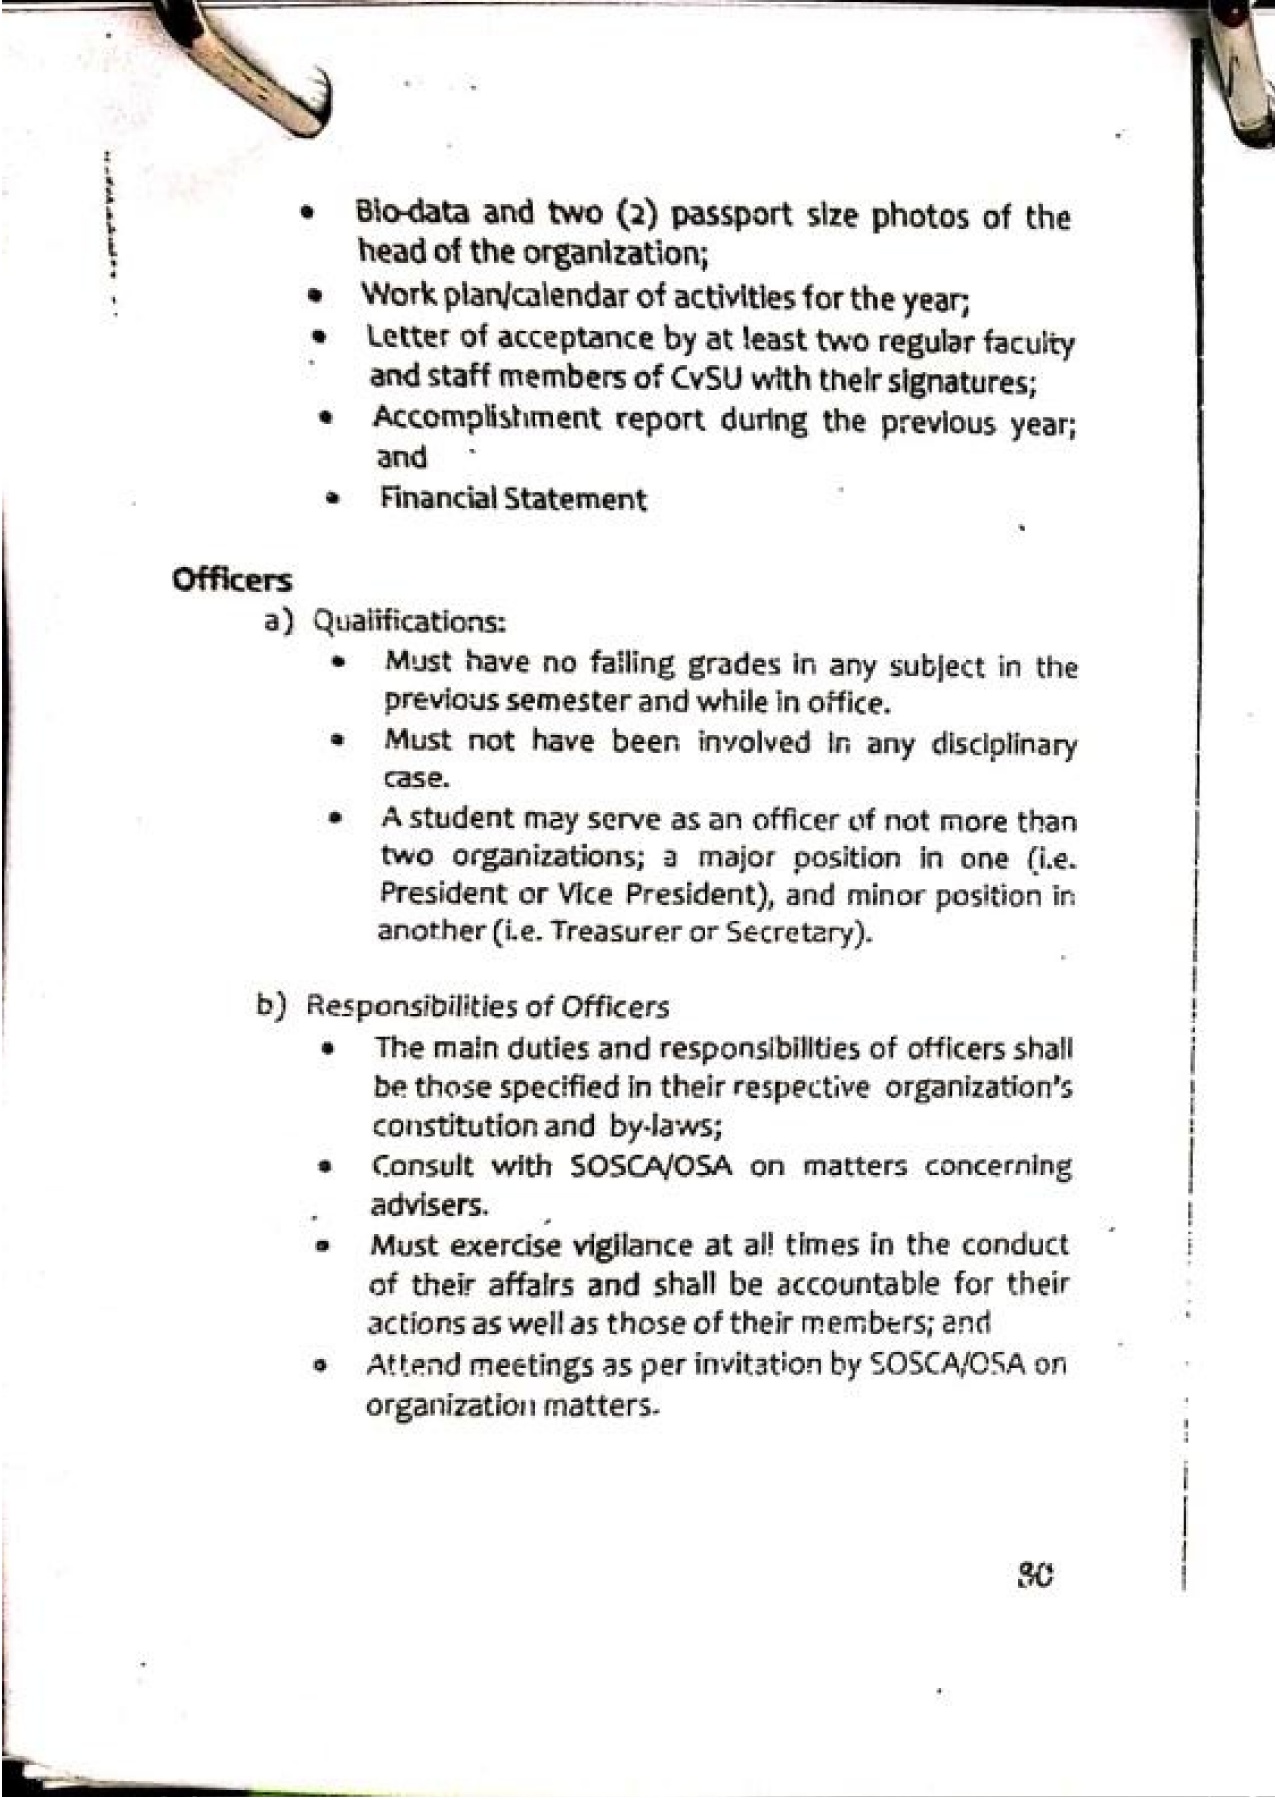 • Bio-data and two (2) passport size photos of the
head of the organization;
• Work plan/calendar of activities for the year;
• Letter of acceptance by at least two regular faculty
and staff members of CvSU with their signatures;
• Accomplishment report during the previous year;
and
• Financial Statement
Officers
a) Qualifications:
• Must have no failing grades in any subject in the
previous semester and while in office.
• Must not have been involved in any disciplinary
case.
• A student may serve as an officer of not more than
two organizations; a major position in one (i.e.
President or Vice President), and minor position in
another (i.e. Treasurer or Secretary).
b) Responsibilities of Officers
• The main duties and responsibilities of officers shall
be those specified in their respective organization's
constitution and by-laws;
• Consult with SOSCA/OSA on matters concerning
advisers.
• Must exercise vigilance at all times in the conduct
of their affairs and shall be accountable for their
actions as well as those of their members; and
• Attend meetings as per invitation by SOSCA/OSA on
organization matters.